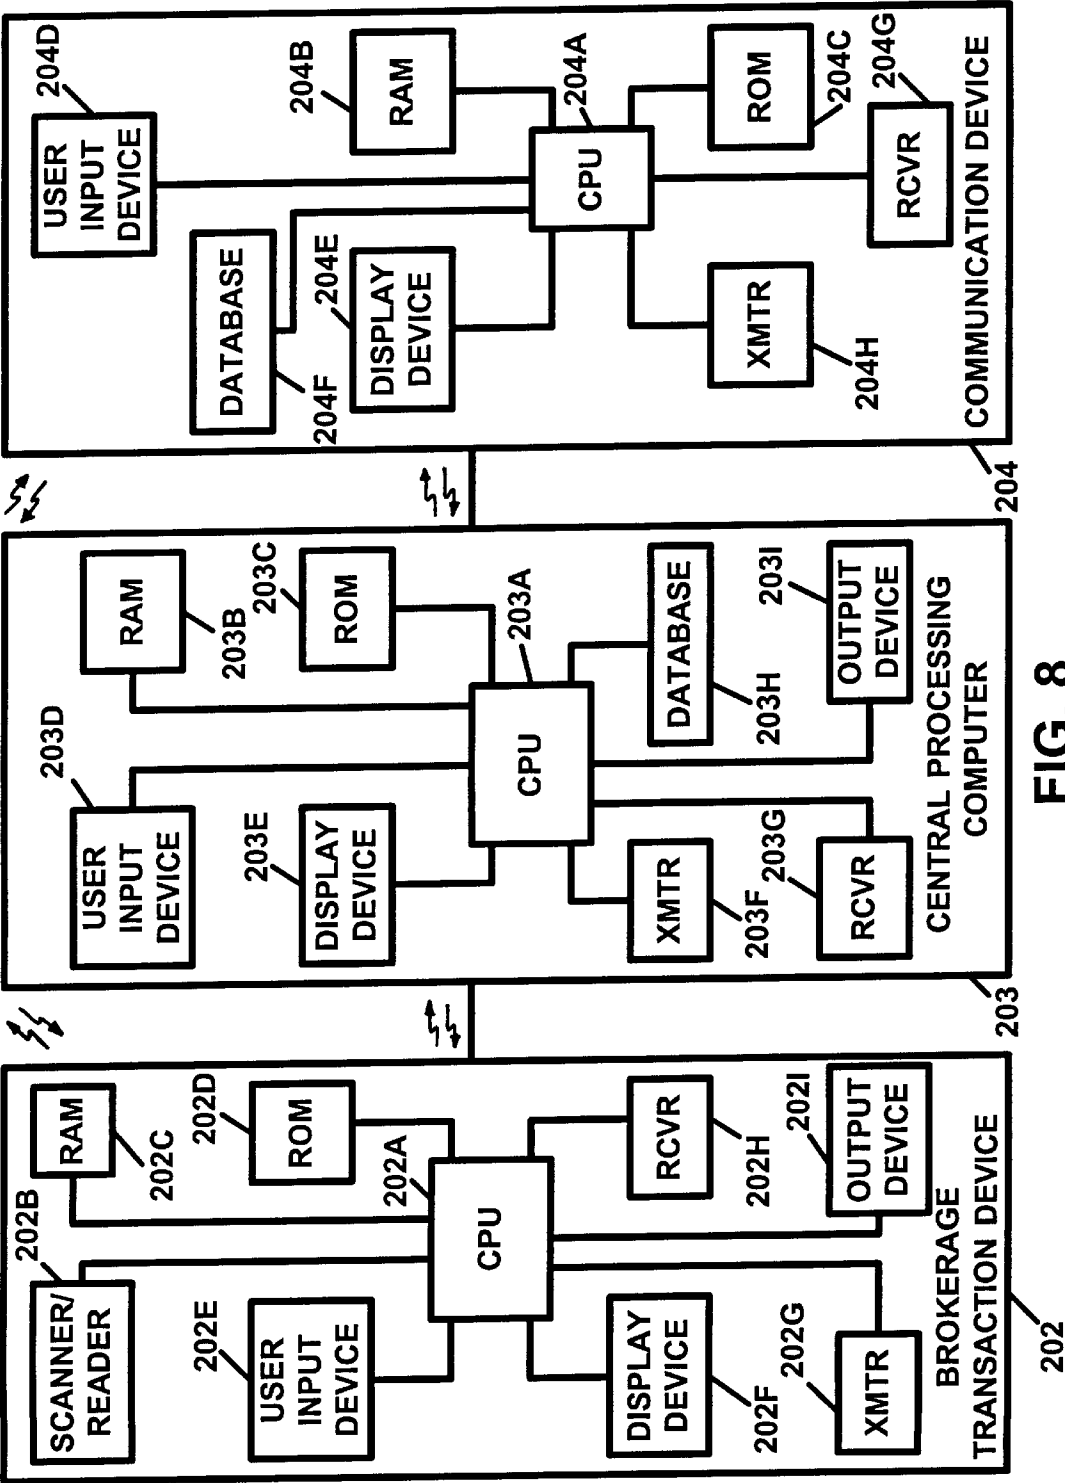 SCANNER/
READER
202B
RAM
202C
202E
USER
INPUT
DEVICE
202D
ROM
202A
CPU
DISPLAY
DEVICE
202F
RCVR
202H
202G
XMTR
202I
OUTPUT
DEVICE
BROKERAGE
TRANSACTION DEVICE
202
USER
INPUT
DEVICE
203D
RAM
203B
203E
DISPLAY
DEVICE
203C
ROM
203A
CPU
XMTR
203F
DATABASE
203H
203G
RCVR
203I
OUTPUT
DEVICE
CENTRAL PROCESSING
COMPUTER
203
USER
INPUT
DEVICE
204D
DATABASE
204F
204E
DISPLAY
DEVICE
204B
RAM
204A
CPU
XMTR
204H
ROM
204C
RCVR
204G
COMMUNICATION DEVICE
204
FIG. 8